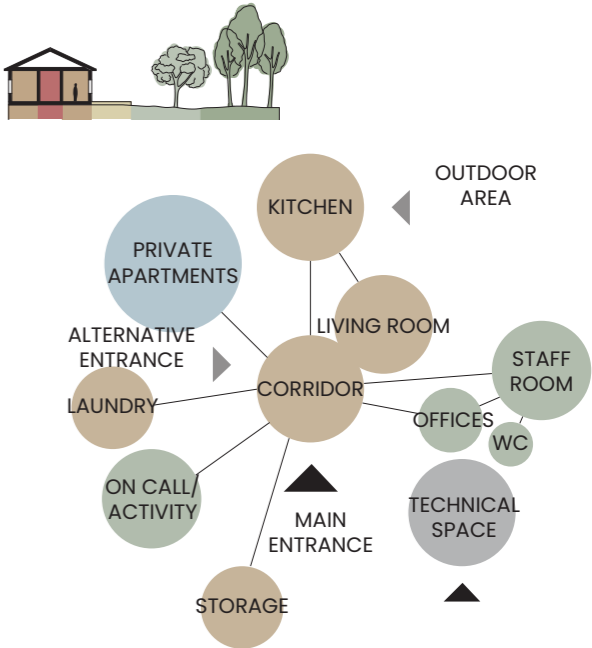 OUTDOOR
AREA
KITCHEN
PRIVATE
APARTMENTS
LIVING ROOM
ALTERNATIVE
ENTRANCE
STAFF
ROOM
CORRIDOR
LAUNDRY
OFFICES
WC
ON CALL/
ACTIVITY
TECHNICAL
SPACE
MAIN
ENTRANCE
STORAGE